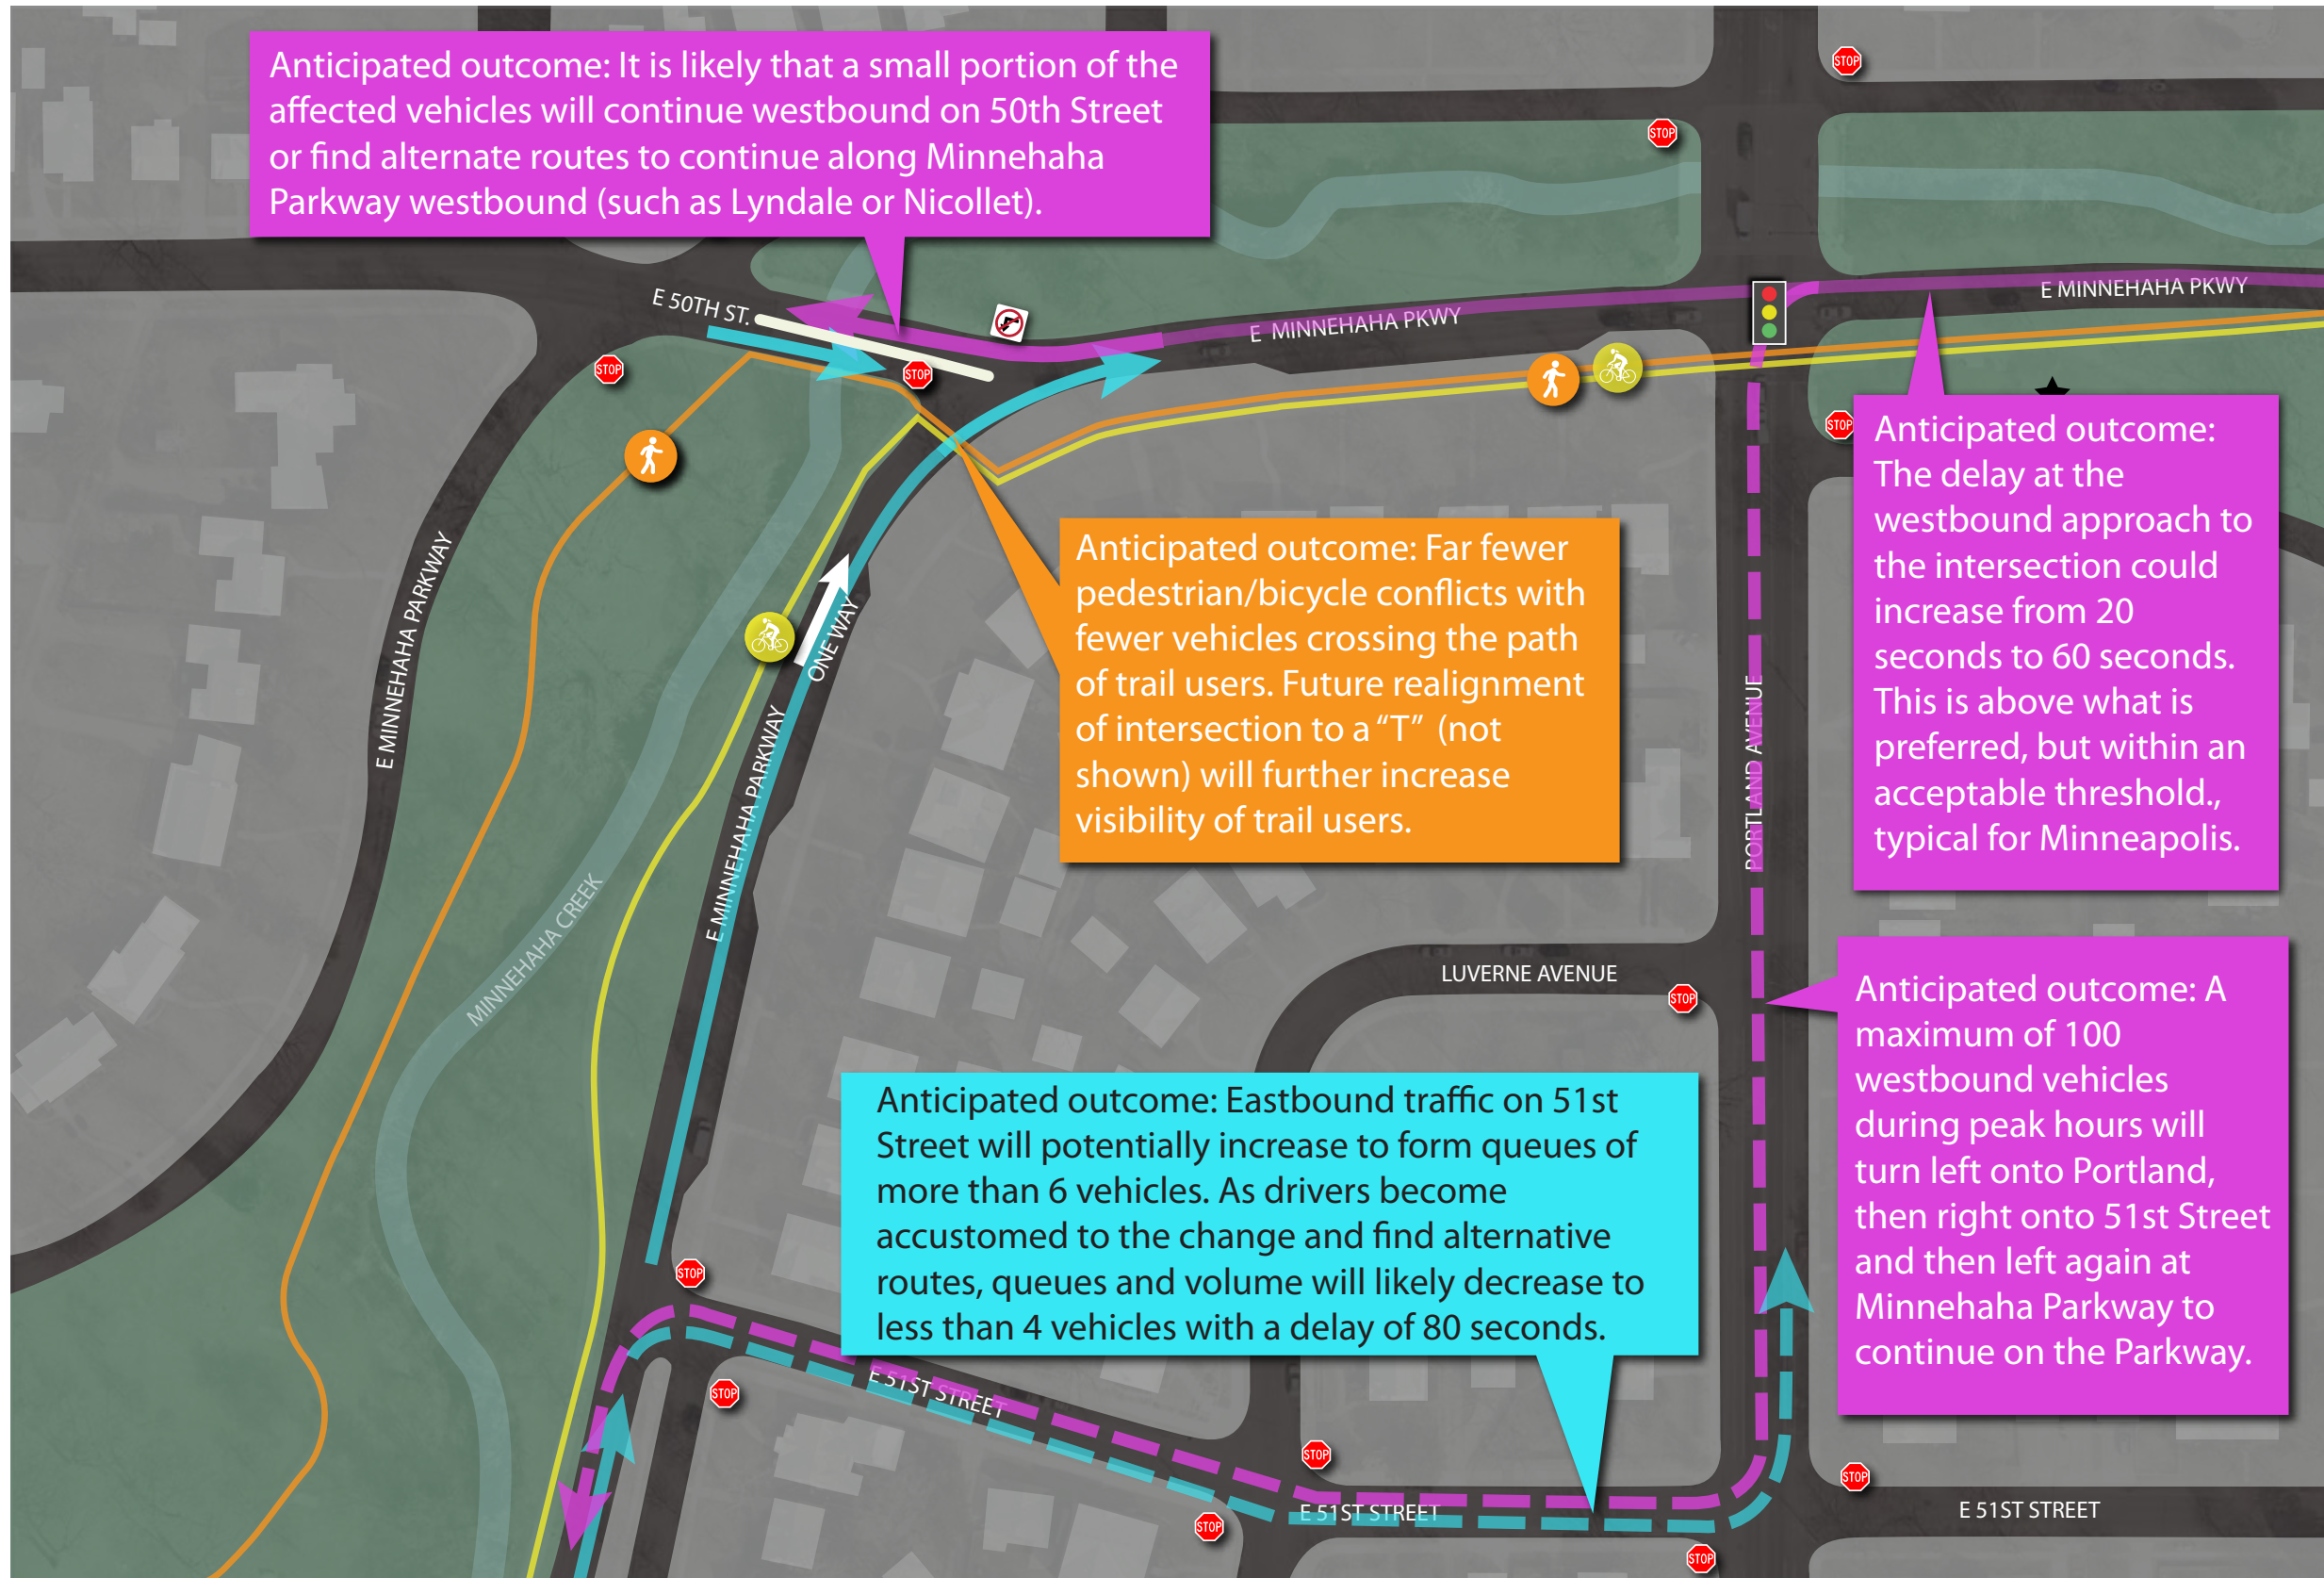 Anticipated outcome: It is likely that a small portion of the
affected vehicles will continue westbound on 50th Street
or find alternate routes to continue along Minnehaha
Parkway westbound (such as Lyndale or Nicollet).
STOP
STOP
E 50TH ST.
E MINNEHAHA PKWY
E MINNEHAHA PKWY
STOP
STOP
STOP
Anticipated outcome:
The delay at the
westbound approach to
the intersection could
increase from 20
seconds to 60 seconds.
This is above what is
preferred, but within an
acceptable threshold.,
typical for Minneapolis.
Anticipated outcome: Far fewer
pedestrian/bicycle conflicts with
fewer vehicles crossing the path
of trail users. Future realignment
of intersection to a “T” (not
shown) will further increase
visibility of trail users.
E MINNEHAHA PARKWAY
ONE WAY
E MINNEHAHA PARKWAY
PORTLAND AVENUE
MINNEHAHA CREEK
LUVERNE AVENUE
STOP
Anticipated outcome: A
maximum of 100
westbound vehicles
during peak hours will
turn left onto Portland,
then right onto 51st Street
and then left again at
Minnehaha Parkway to
continue on the Parkway.
Anticipated outcome: Eastbound traffic on 51st
Street will potentially increase to form queues of
more than 6 vehicles. As drivers become
accustomed to the change and find alternative
routes, queues and volume will likely decrease to
less than 4 vehicles with a delay of 80 seconds.
STOP
STOP
E 51ST STREET
STOP
STOP
E 51ST STREET
STOP
E 51ST STREET
STOP